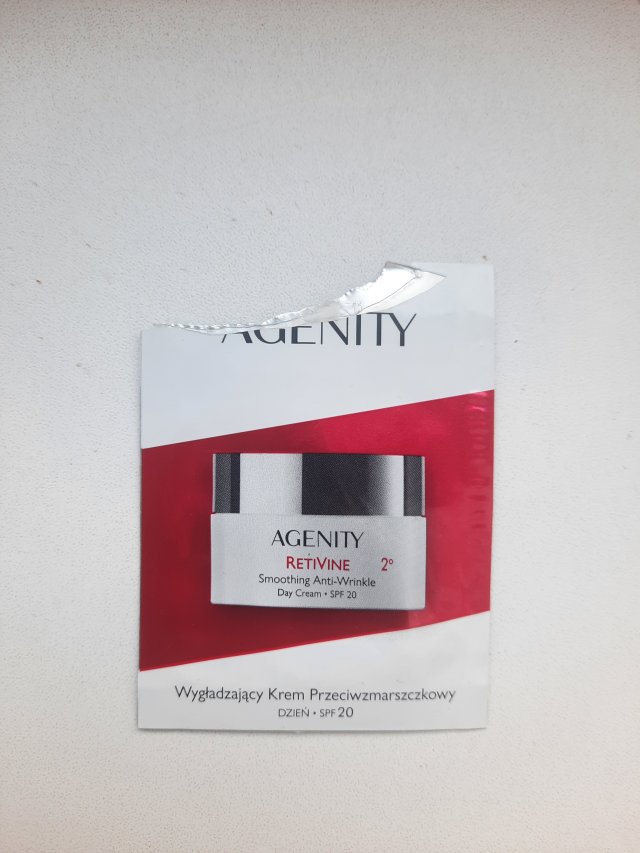 AGENITY
AGENITY
RETIVINE 2°
Smoothing Anti-Wrinkle
Day Cream • SPF 20
Wygładzający Krem Przeciwzmarszczkowy
DZIEŃ • SPF 20